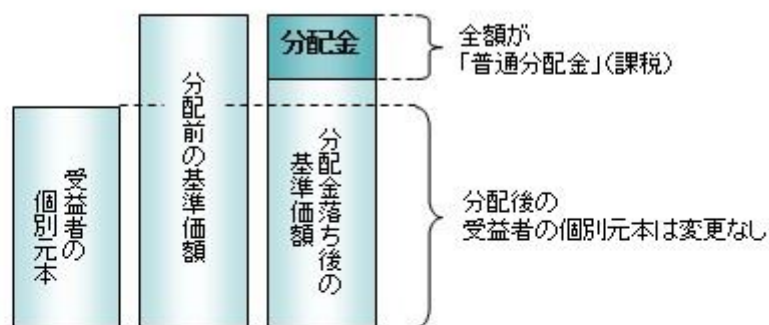 受益者の
個別元本
分配前の基準価額
分配金
分配金落ち後の
基準価額
全額が
「普通分配金」(課税)
分配後の
受益者の個別元本は変更なし